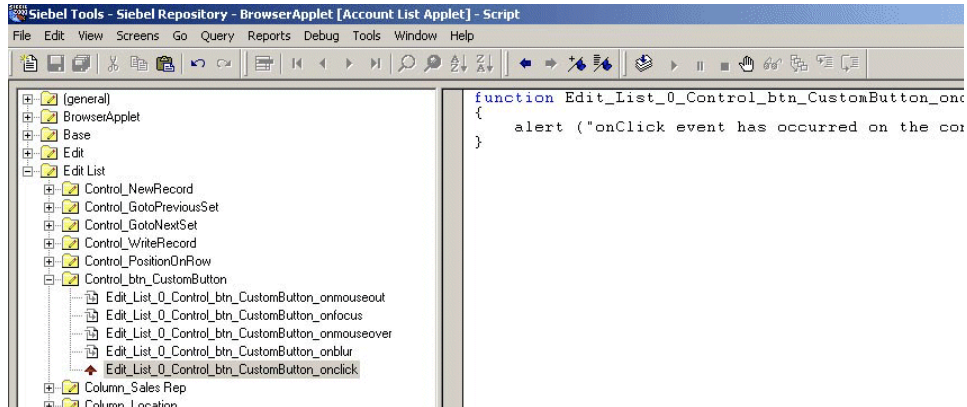 Siebel Tools - Siebel Repository - BrowserApplet [Account List Applet] - Script
File Edit View Screens Go Query Reports Debug Tools Window Help
(general)
BrowserApplet
Base
Edit
Edit List
Control_NewRecord
Control_GotoPreviousSet
Control_GotoNextSet
Control_WriteRecord
Control_PositionOnRow
Control_btn_CustomButton
Edit_List_0_Control_btn_CustomButton_onmouseout
Edit_List_0_Control_btn_CustomButton_onfocus
Edit_List_0_Control_btn_CustomButton_onmouseover
Edit_List_0_Control_btn_CustomButton_onblur
Edit_List_0_Control_btn_CustomButton_onclick
Column_Sales Rep
Column_Location
function Edit_List_0_Control_btn_CustomButton_onc
{
alert ("onClick event has occurred on the con
}